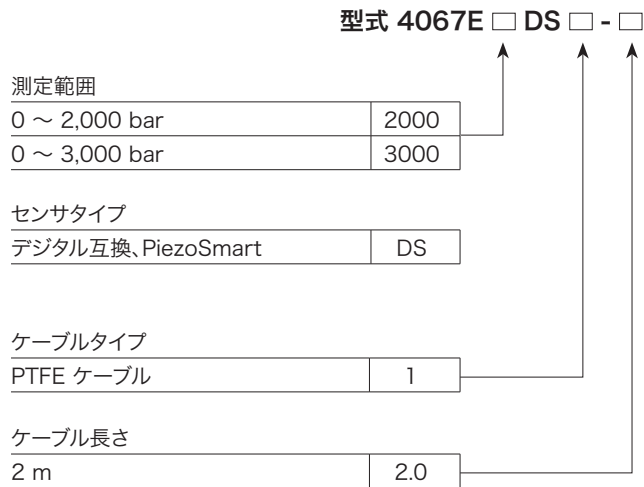 型式 4067E □ DS □ - □
測定範囲
0 ～ 2,000 bar 2000
0 ～ 3,000 bar 3000
センサタイプ
デジタル互換、PiezoSmart DS
ケーブルタイプ
PTFE ケーブル 1
ケーブル長さ
2 m 2.0